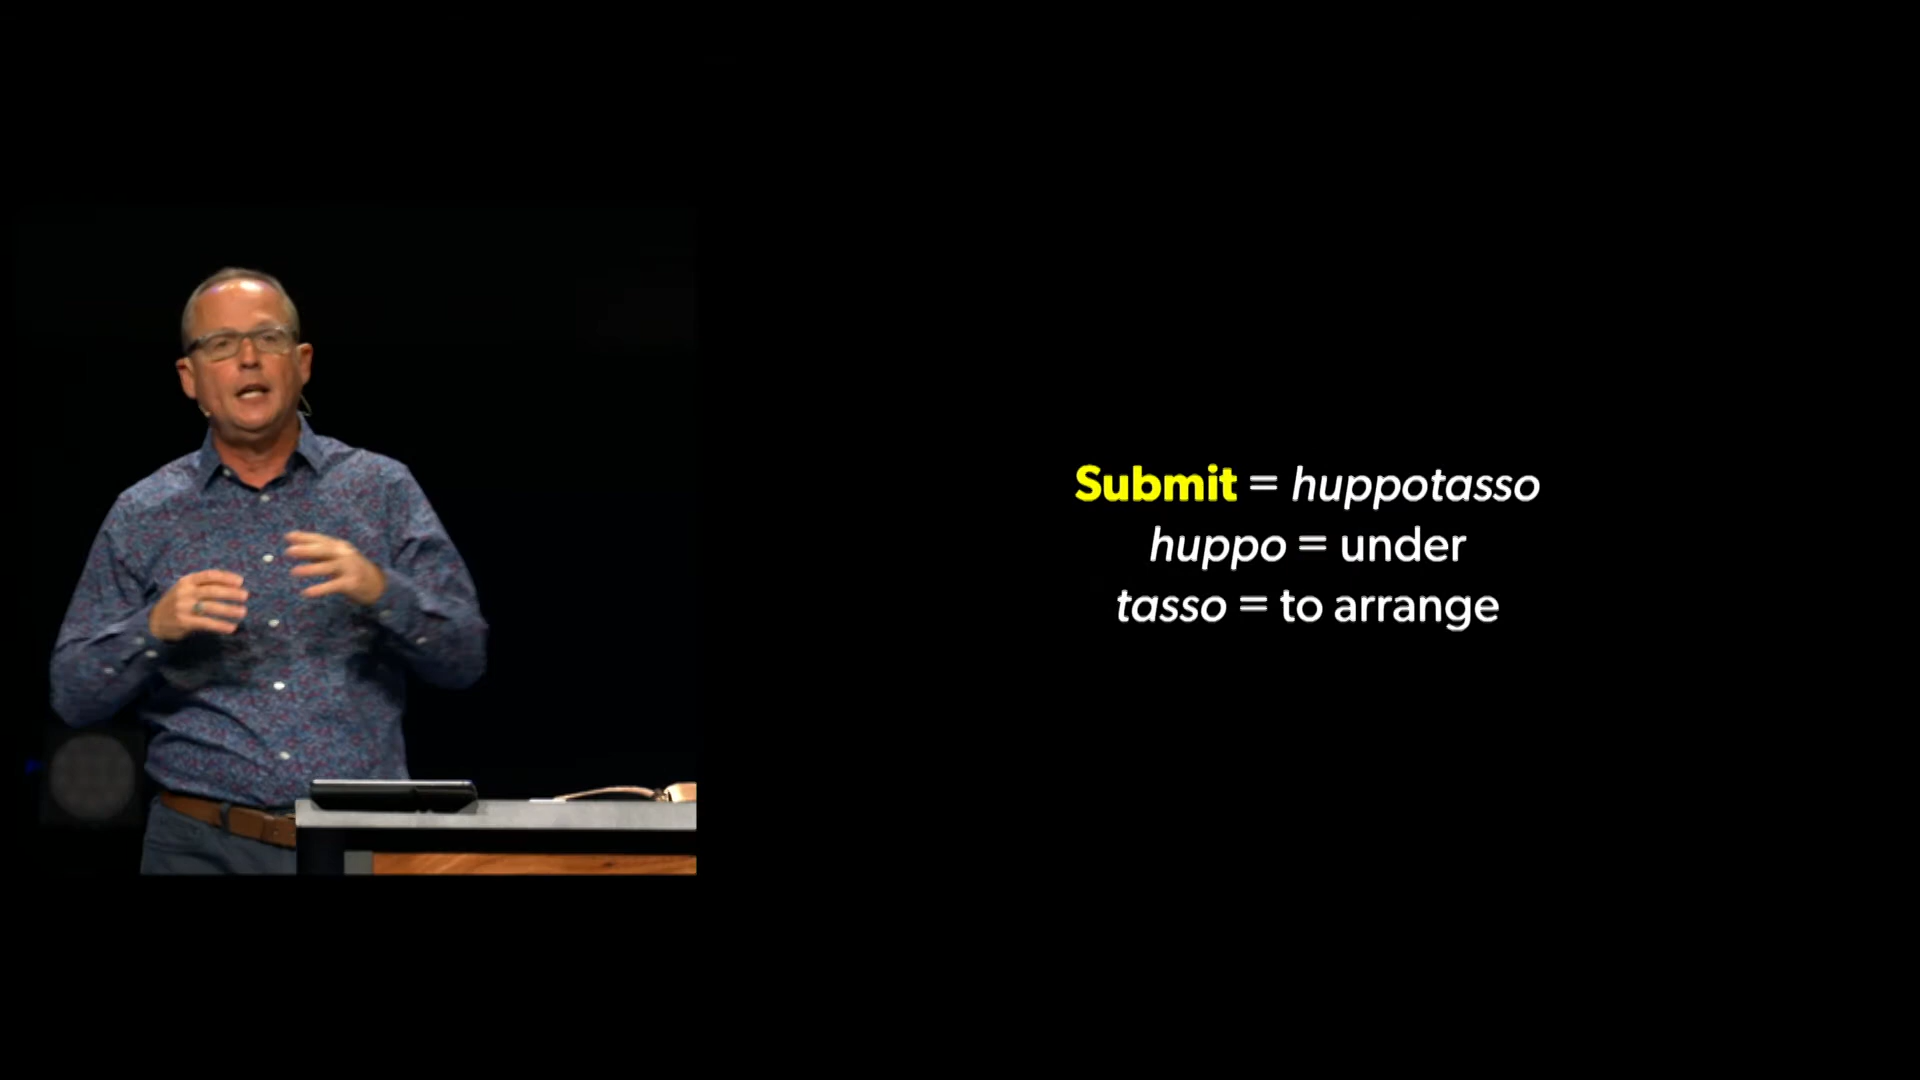 Submit = huppotasso
huppo = under
tasso = to arrange